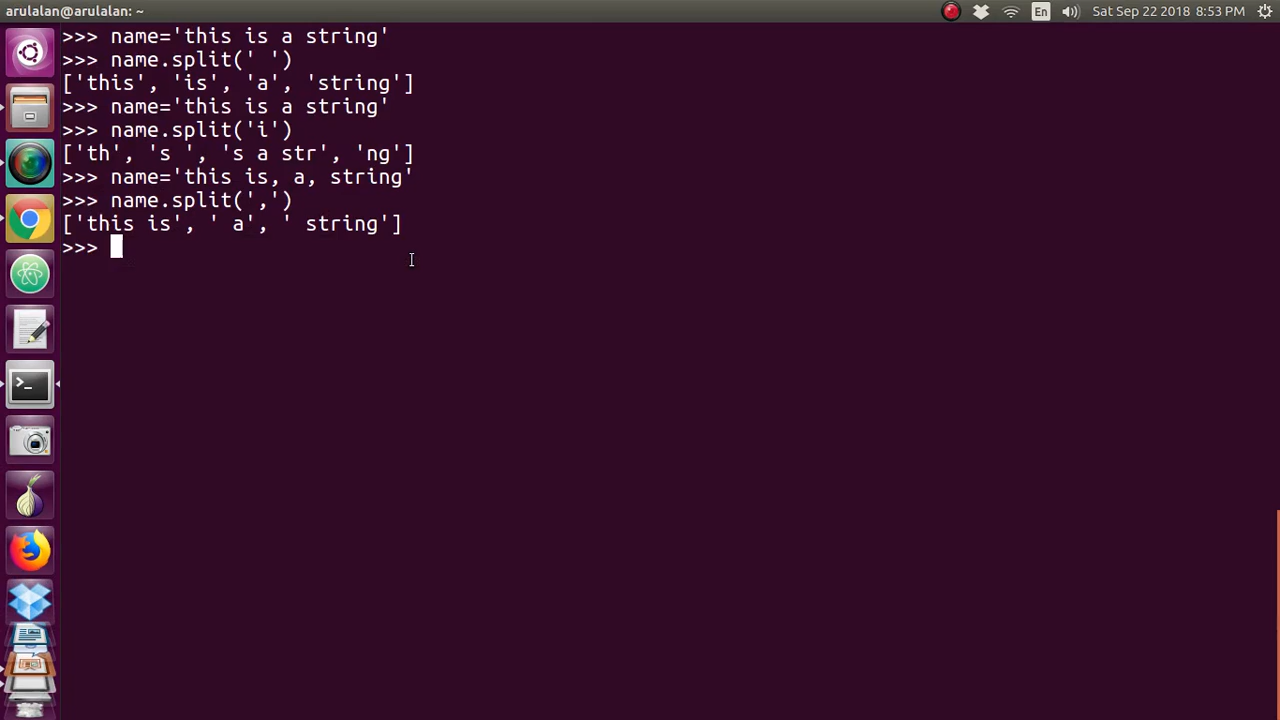 arulalan@arulalan: ~
En
Sat Sep 22 2018 8:53 PM
>>> name='this is a string'
>>> name.split(' ')
['this', 'is', 'a', 'string']
>>> name='this is a string'
>>> name.split('i')
['th', 's ', 's a str', 'ng']
>>> name='this is, a, string'
>>> name.split(',')
['this is', ' a', ' string']
>>>